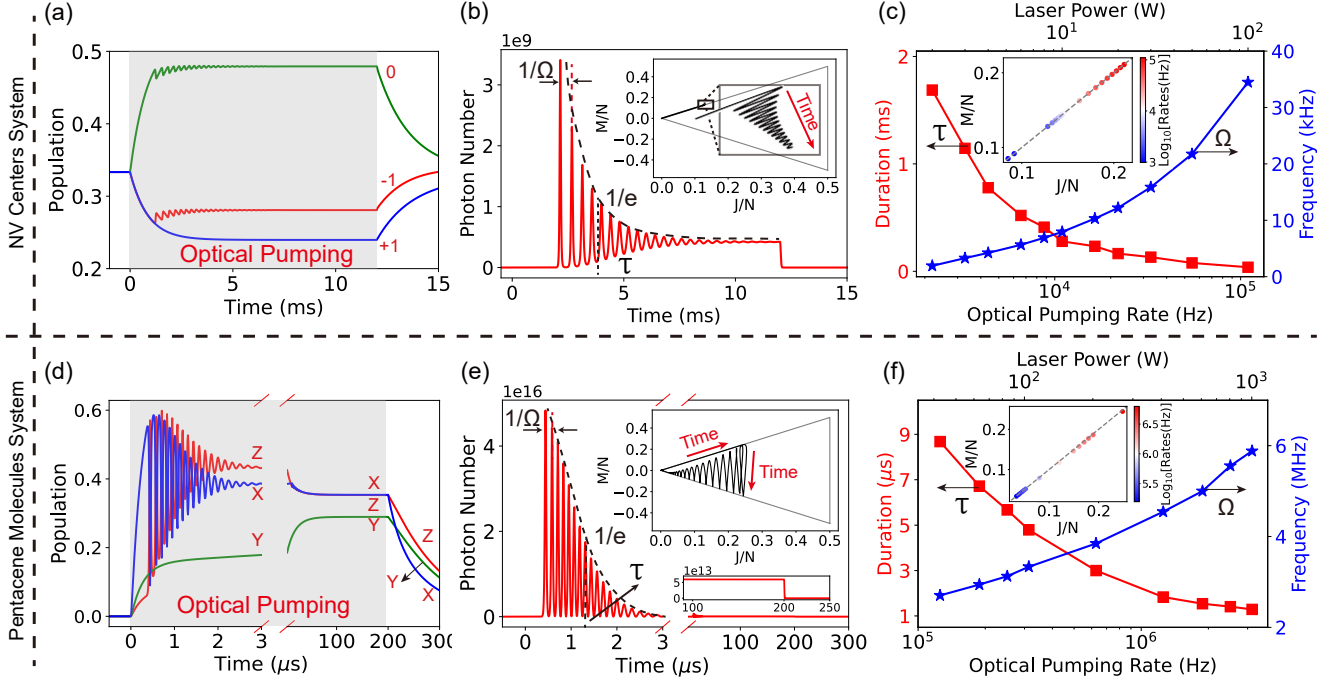 NV Centers System
(a)
0.5
0.4
0.3
0.2
Population
0
-1
+1
Optical Pumping
0
5
10
15
Time (ms)
(b)
1e9
3
2
1
0
Photon Number
1/Ω
1/e
τ
0.4
0.2
0.0
−0.2
−0.4
M/N
Time
0.0 0.1 0.2 0.3 0.4 0.5
J/N
0
5
10
15
Time (ms)
(c)
Laser Power (W)
10¹
10²
2
1
0
Duration (ms)
τ
Ω
0.2
0.1
M/N
0.1
0.2
J/N
5
3
Log₁₀[Rates(Hz)]
40
30
20
10
0
Frequency (kHz)
10⁴
10⁵
Optical Pumping Rate (Hz)
Pentacene Molecules System
(d)
0.6
0.4
0.2
0.0
Population
Z
X
Y
X
Z
Y
Z
Y
X
Optical Pumping
0 1 2 3
100 200 300
Time (μs)
(e)
1e16
4
2
0
Photon Number
1/Ω
1/e
τ
0.4
0.2
0.0
−0.2
−0.4
M/N
Time
Time
0.0 0.1 0.2 0.3 0.4 0.5
J/N
1e13
5
0
100 150 200 250
0 1 2 3
100 200 300
Time (μs)
(f)
Laser Power (W)
10²
10³
9
7
5
3
1
Duration (μs)
τ
Ω
0.2
0.1
0.0
M/N
0.1
0.2
J/N
6.5
6.0
5.5
Log₁₀[Rates(Hz)]
6
4
2
Frequency (MHz)
10⁵
10⁶
Optical Pumping Rate (Hz)